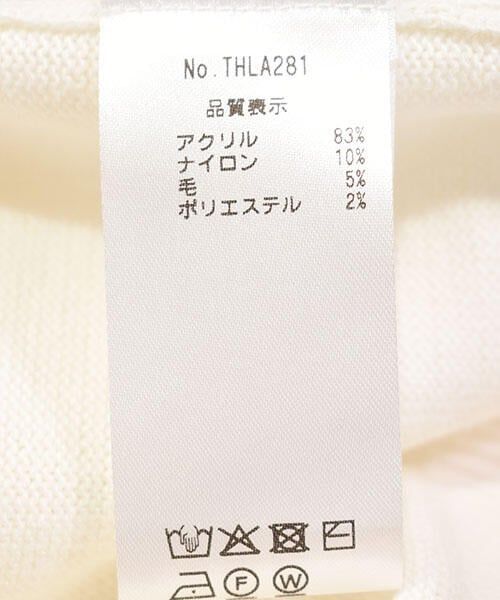 No.THLA281
品質表示
アクリル 83%
ナイロン 10%
毛 5%
ポリエステル 2%
F W